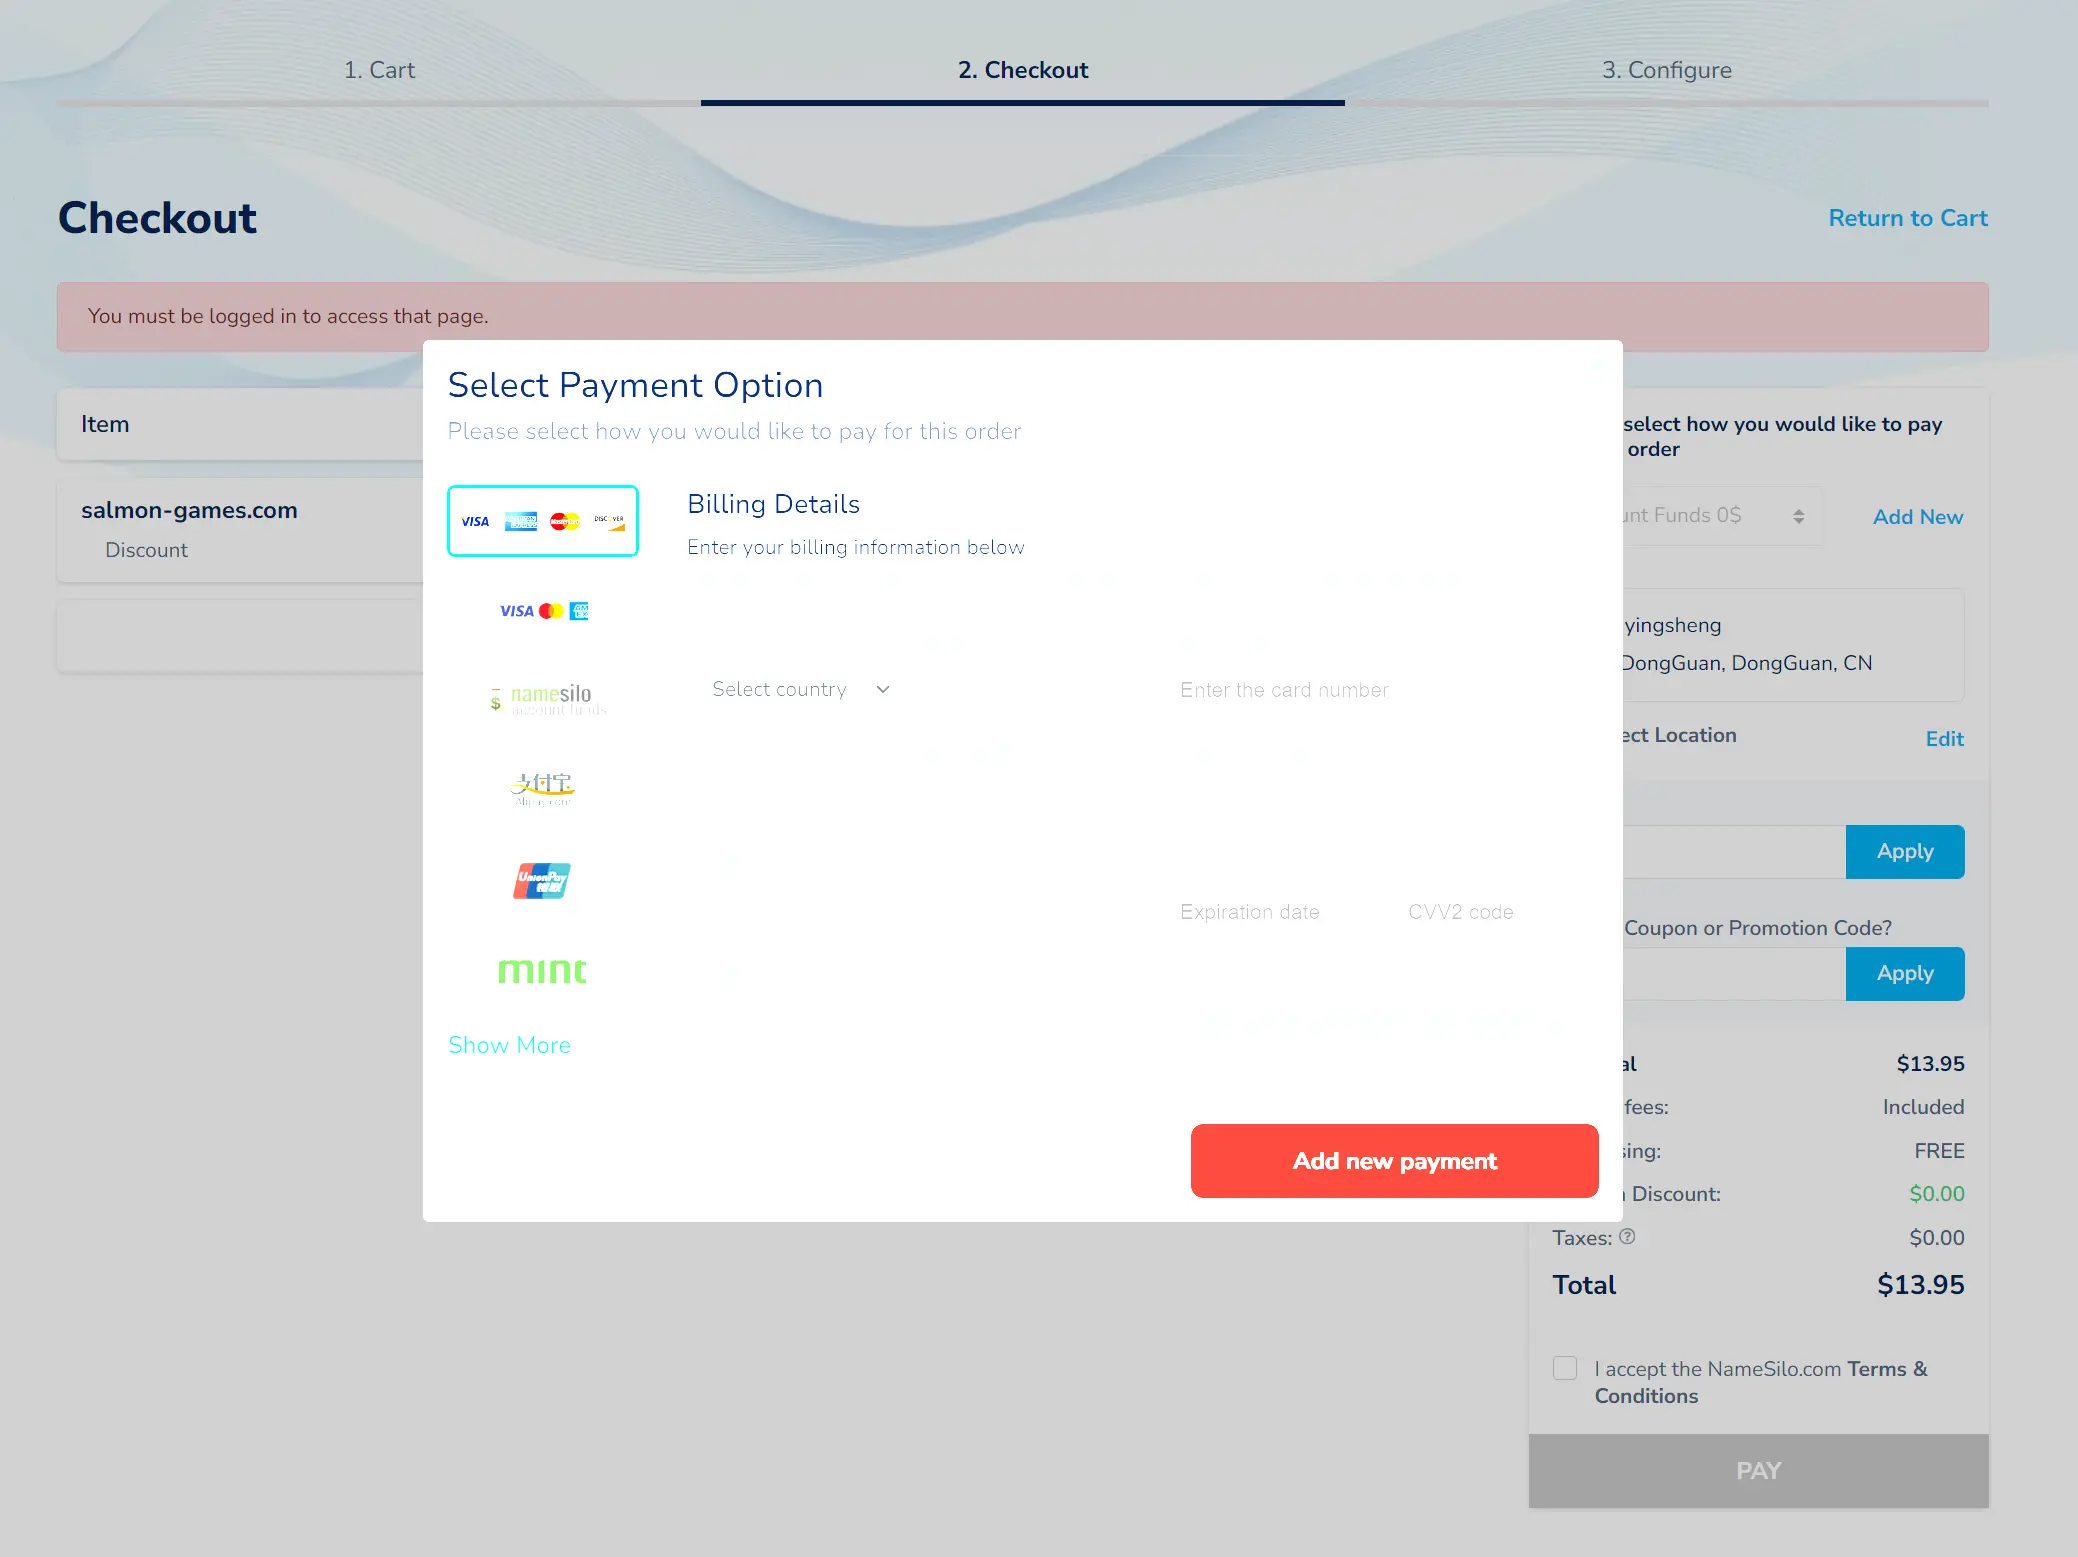 1. Cart
2. Checkout
3. Configure
Checkout
Return to Cart
You must be logged in to access that page.
Item
salmon-games.com
Discount
Select Payment Option
Please select how you would like to pay for this order
VISA
MasterCard
DISCOVER
VISA
namesilo
account funds
支付宝
Alipay.com
UnionPay
银联
mint
Show More
Billing Details
Enter your billing information below
Select country
Enter the card number
Expiration date
CVV2 code
Add new payment
select how you would like to pay
order
unt Funds 0$
Add New
yingsheng
DongGuan, DongGuan, CN
ect Location
Edit
Apply
Coupon or Promotion Code?
Apply
al
$13.95
fees:
Included
sing:
FREE
Discount:
$0.00
Taxes: ?
$0.00
Total
$13.95
I accept the NameSilo.com Terms &
Conditions
PAY